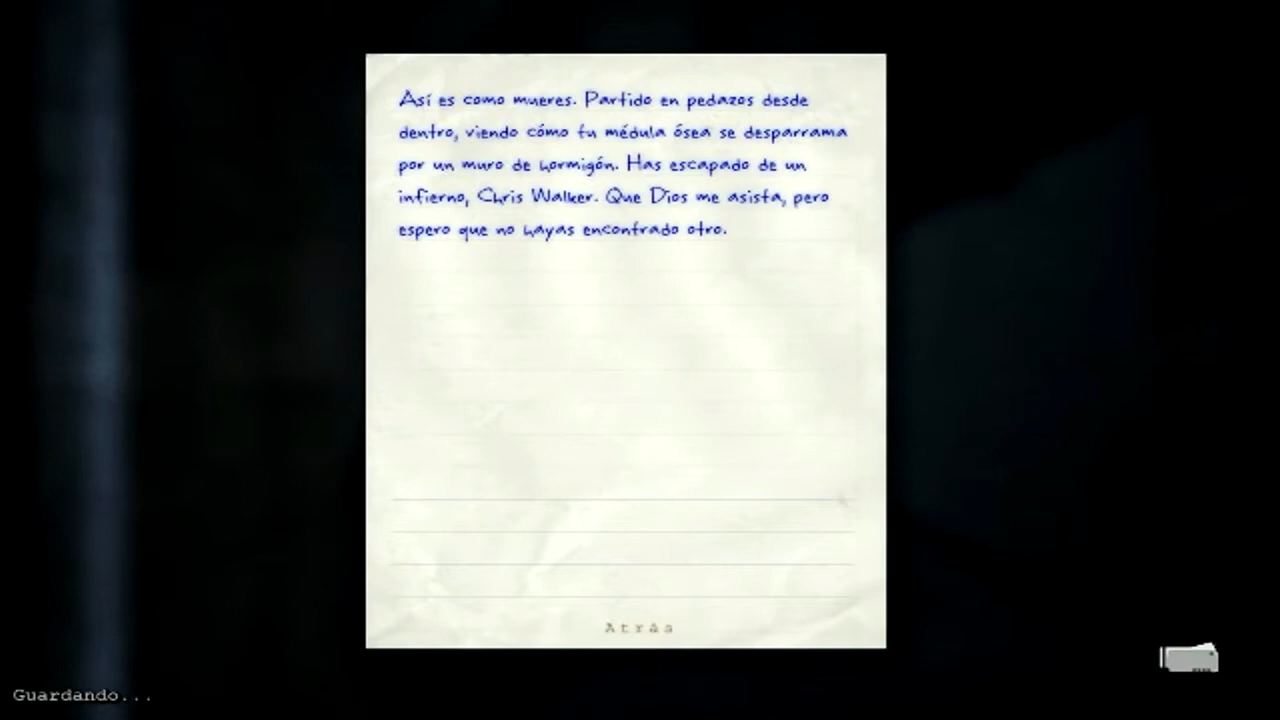 Así es como mueres. Partido en pedazos desde
dentro, viendo cómo tu médula ósea se desparrama
por un muro de hormigón. Has escapado de un
infierno, Chris Walker. Que Dios me asista, pero
espero que no hayas encontrado otro.
Atrás
Guardando...